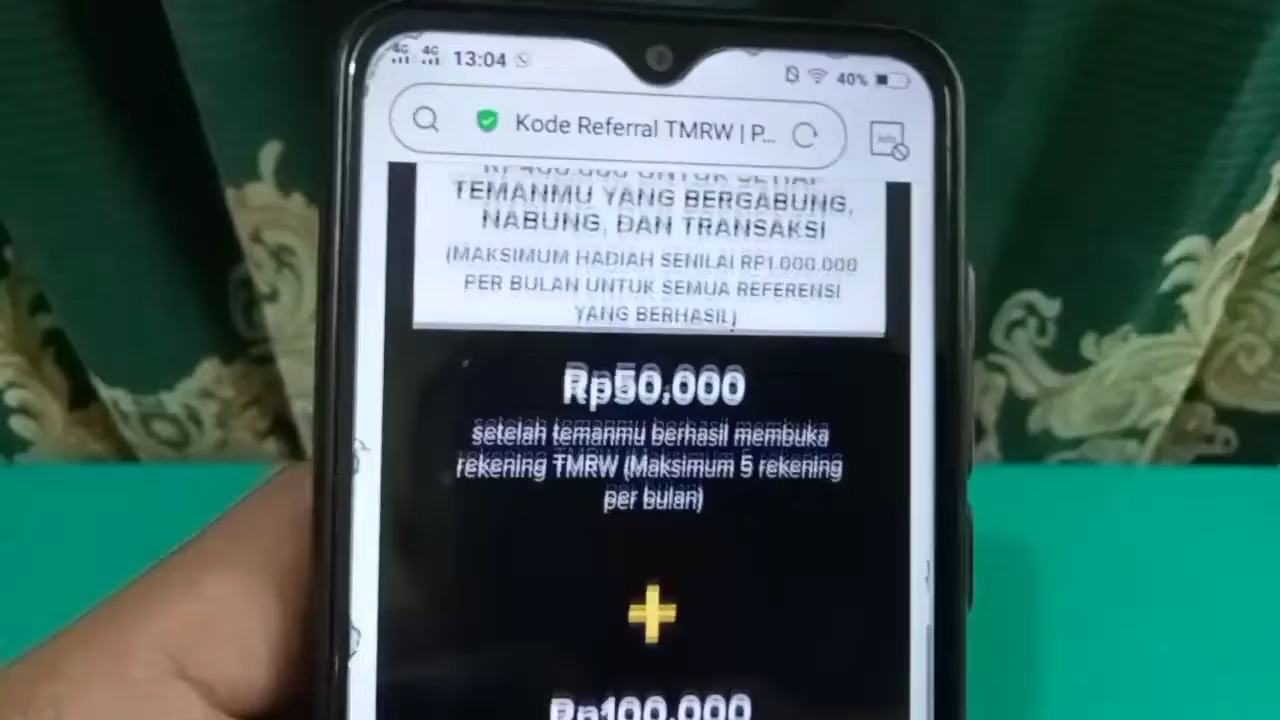 4G 4G 13:04 40%
Kode Referral TMRW | P...
TEMANMU YANG BERGABUNG,
NABUNG, DAN TRANSAKSI
(MAKSIMUM HADIAH SENILAI RP1.000.000
PER BULAN UNTUK SEMUA REFERENSI
YANG BERHASIL)
Rp50.000
setelah temanmu berhasil membuka
rekening TMRW (Maksimum 5 rekening
per bulan)
Rp100.000